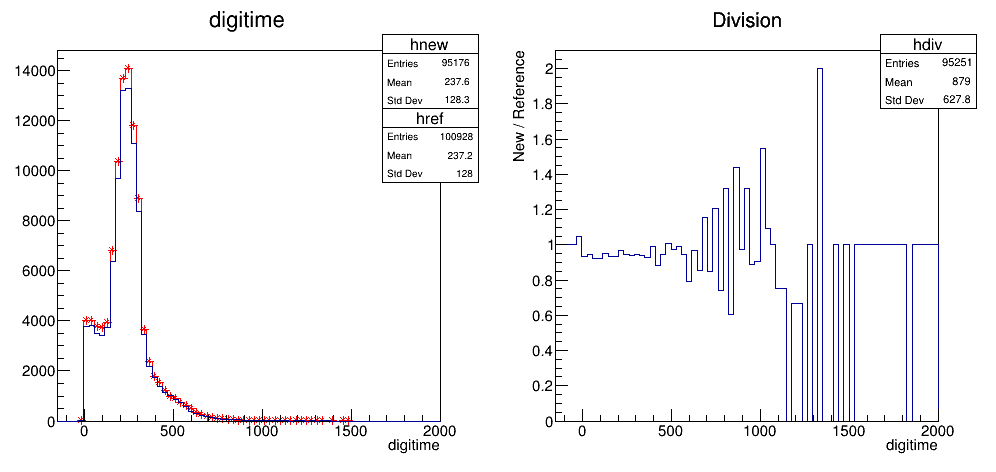 digitime
hnew
Entries 95176
Mean 237.6
Std Dev 128.3
href
Entries 100928
Mean 237.2
Std Dev 128
14000
12000
10000
8000
6000
4000
2000
0
0 500 1000 1500 2000
digitime
Division
hdiv
Entries 95251
Mean 879
Std Dev 627.8
New / Reference
2
1.8
1.6
1.4
1.2
1
0.8
0.6
0.4
0.2
0
0 500 1000 1500 2000
digitime